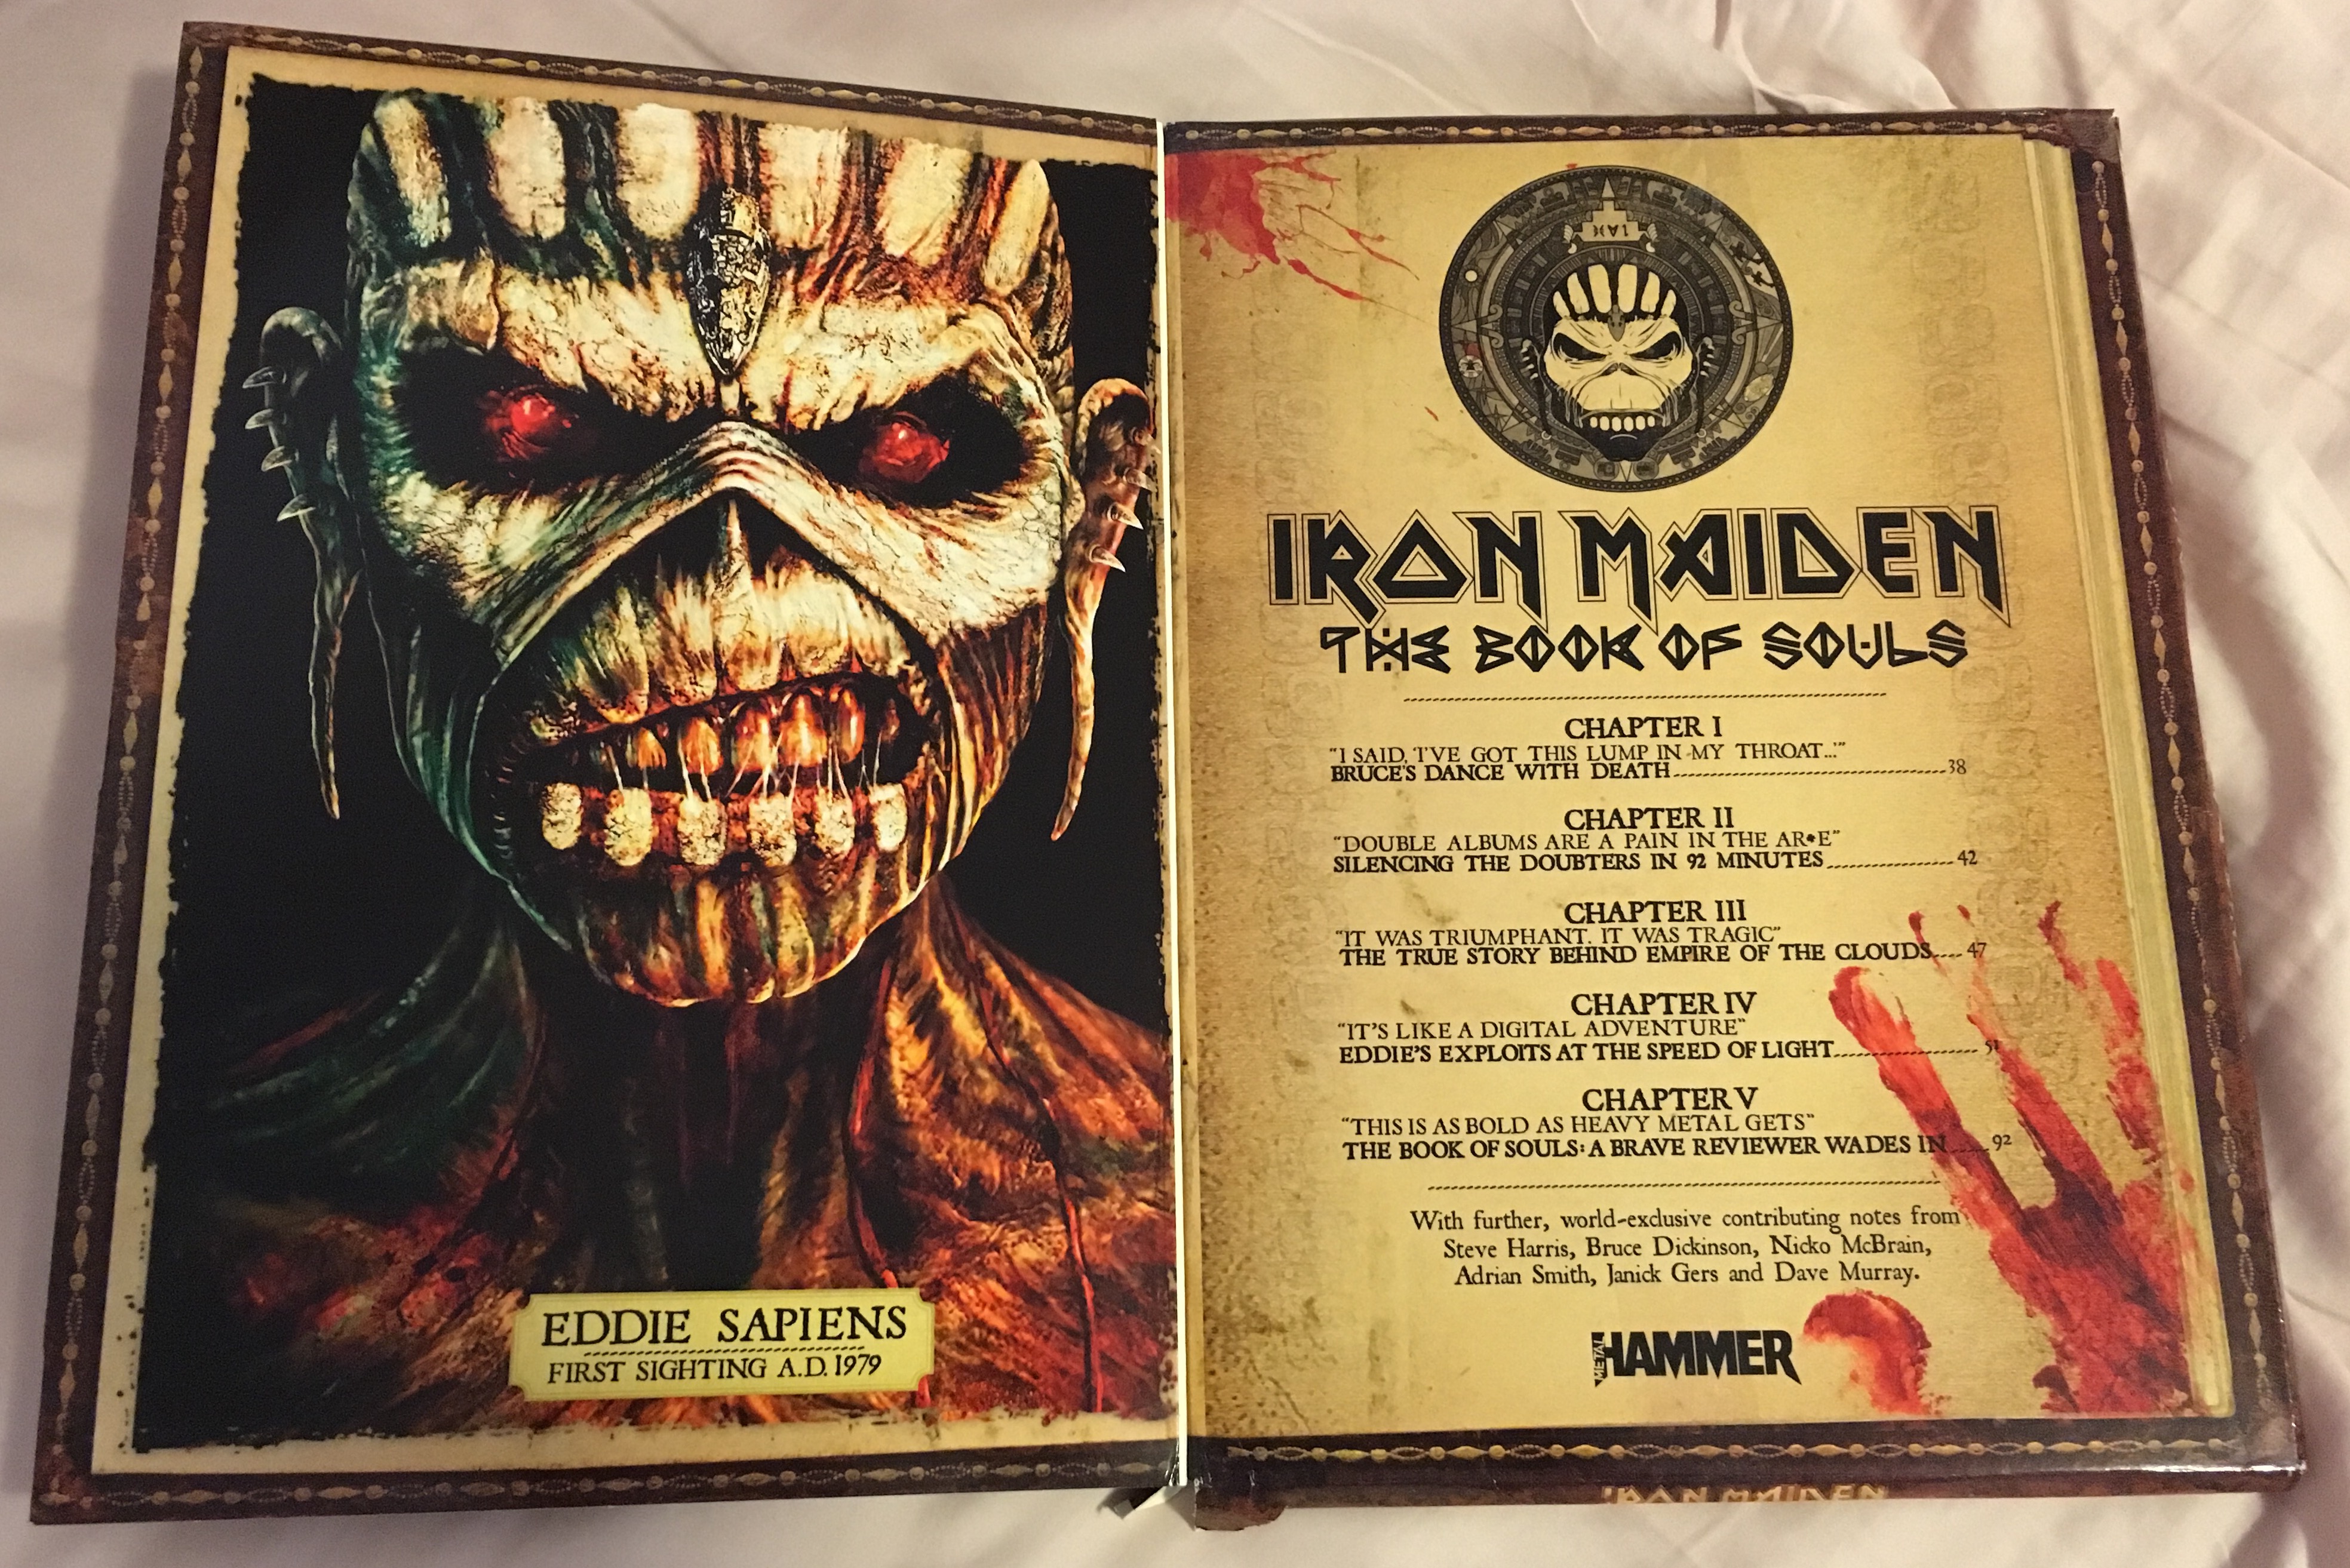 EDDIE SAPIENS
FIRST SIGHTING A.D. 1979
IRON MAIDEN
THE BOOK OF SOULS
CHAPTER I
"I SAID, 'I'VE GOT THIS LUMP IN MY THROAT...'"
BRUCE'S DANCE WITH DEATH 38
CHAPTER II
"DOUBLE ALBUMS ARE A PAIN IN THE AR*E"
SILENCING THE DOUBTERS IN 92 MINUTES 42
CHAPTER III
"IT WAS TRIUMPHANT. IT WAS TRAGIC"
THE TRUE STORY BEHIND EMPIRE OF THE CLOUDS.... 47
CHAPTER IV
"IT'S LIKE A DIGITAL ADVENTURE"
EDDIE'S EXPLOITS AT THE SPEED OF LIGHT 51
CHAPTER V
"THIS IS AS BOLD AS HEAVY METAL GETS"
THE BOOK OF SOULS: A BRAVE REVIEWER WADES IN 92
With further, world-exclusive contributing notes from
Steve Harris, Bruce Dickinson, Nicko McBrain,
Adrian Smith, Janick Gers and Dave Murray.
METAL HAMMER
IRON MAIDEN